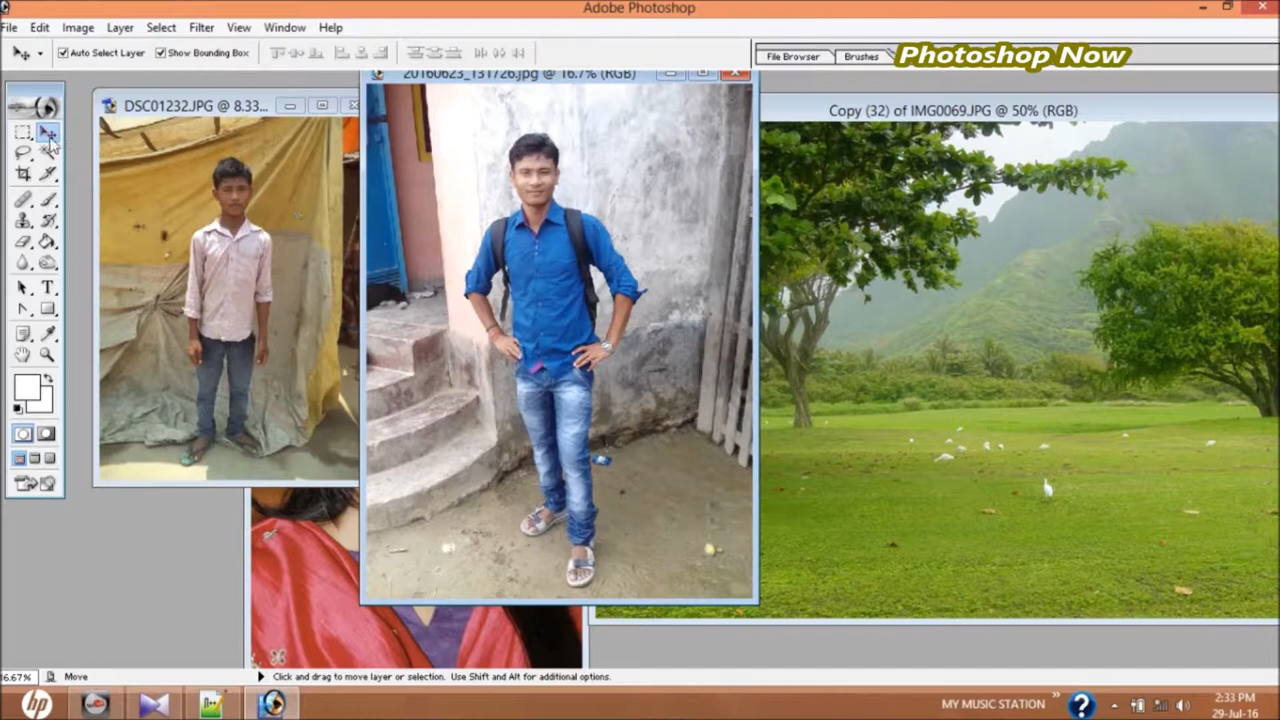 Adobe Photoshop
File Edit Image Layer Select Filter View Window Help
Auto Select Layer Show Bounding Box
File Browser Brushes
Photoshop Now
DSC01232.JPG @ 8.33...
20160623_131726.jpg @ 16.7% (RGB)
Copy (32) of IMG0069.JPG @ 50% (RGB)
T
16.67% Move Click and drag to move layer or selection. Use Shift and Alt for additional options.
hp
MY MUSIC STATION
2:33 PM
29-Jul-16